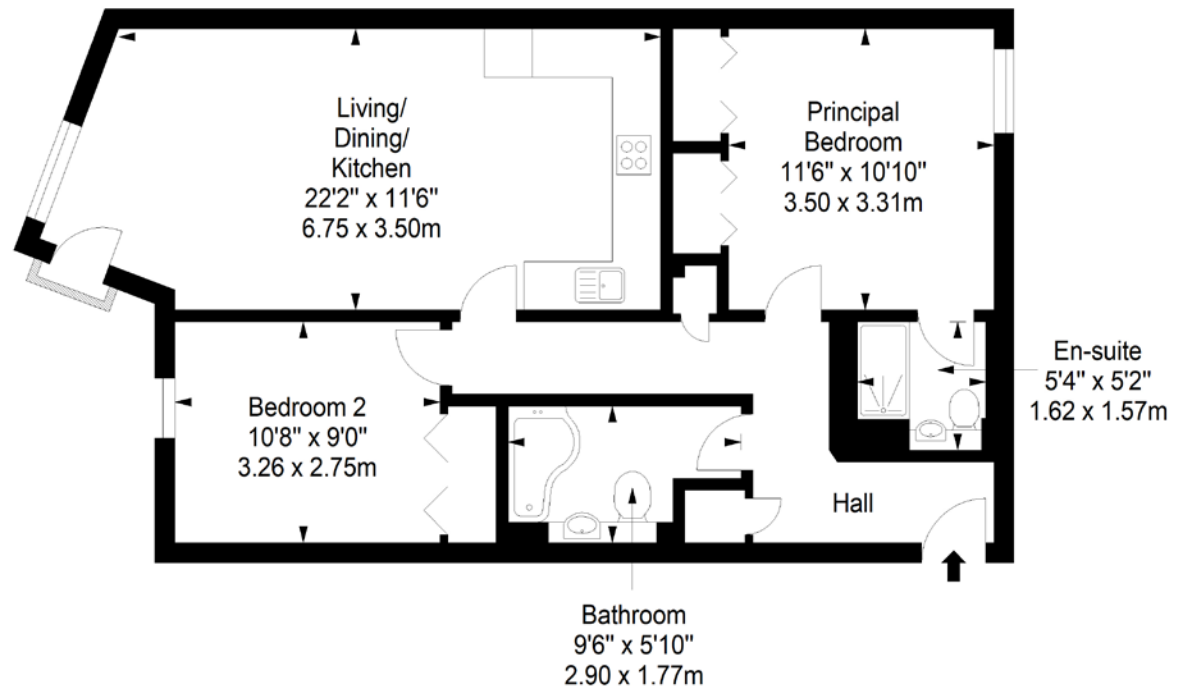 Living/
Dining/
Kitchen
22'2" x 11'6"
6.75 x 3.50m
Principal
Bedroom
11'6" x 10'10"
3.50 x 3.31m
En-suite
5'4" x 5'2"
1.62 x 1.57m
Bedroom 2
10'8" x 9'0"
3.26 x 2.75m
Hall
Bathroom
9'6" x 5'10"
2.90 x 1.77m